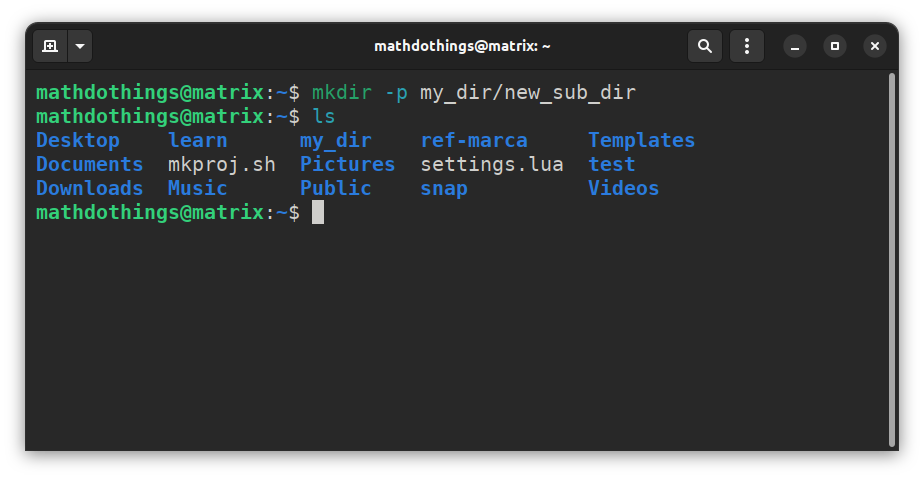 mathdothings@matrix: ~
mathdothings@matrix:~$ mkdir -p my_dir/new_sub_dir
mathdothings@matrix:~$ ls
Desktop    learn      my_dir    ref-marca     Templates
Documents  mkproj.sh  Pictures  settings.lua  test
Downloads  Music      Public    snap          Videos
mathdothings@matrix:~$